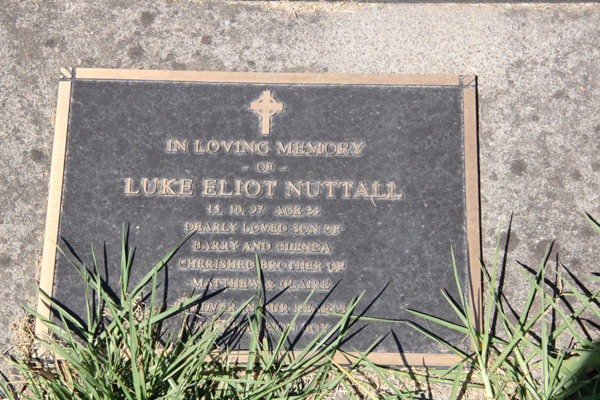 IN LOVING MEMORY
- OF -
LUKE ELIOT NUTTALL
15. 10. 97 AGE 24
DEARLY LOVED SON OF
BARRY AND GLENDA
CHERISHED BROTHER OF
MATTHEW & CLAIRE
IN OUR HEARTS
BOY